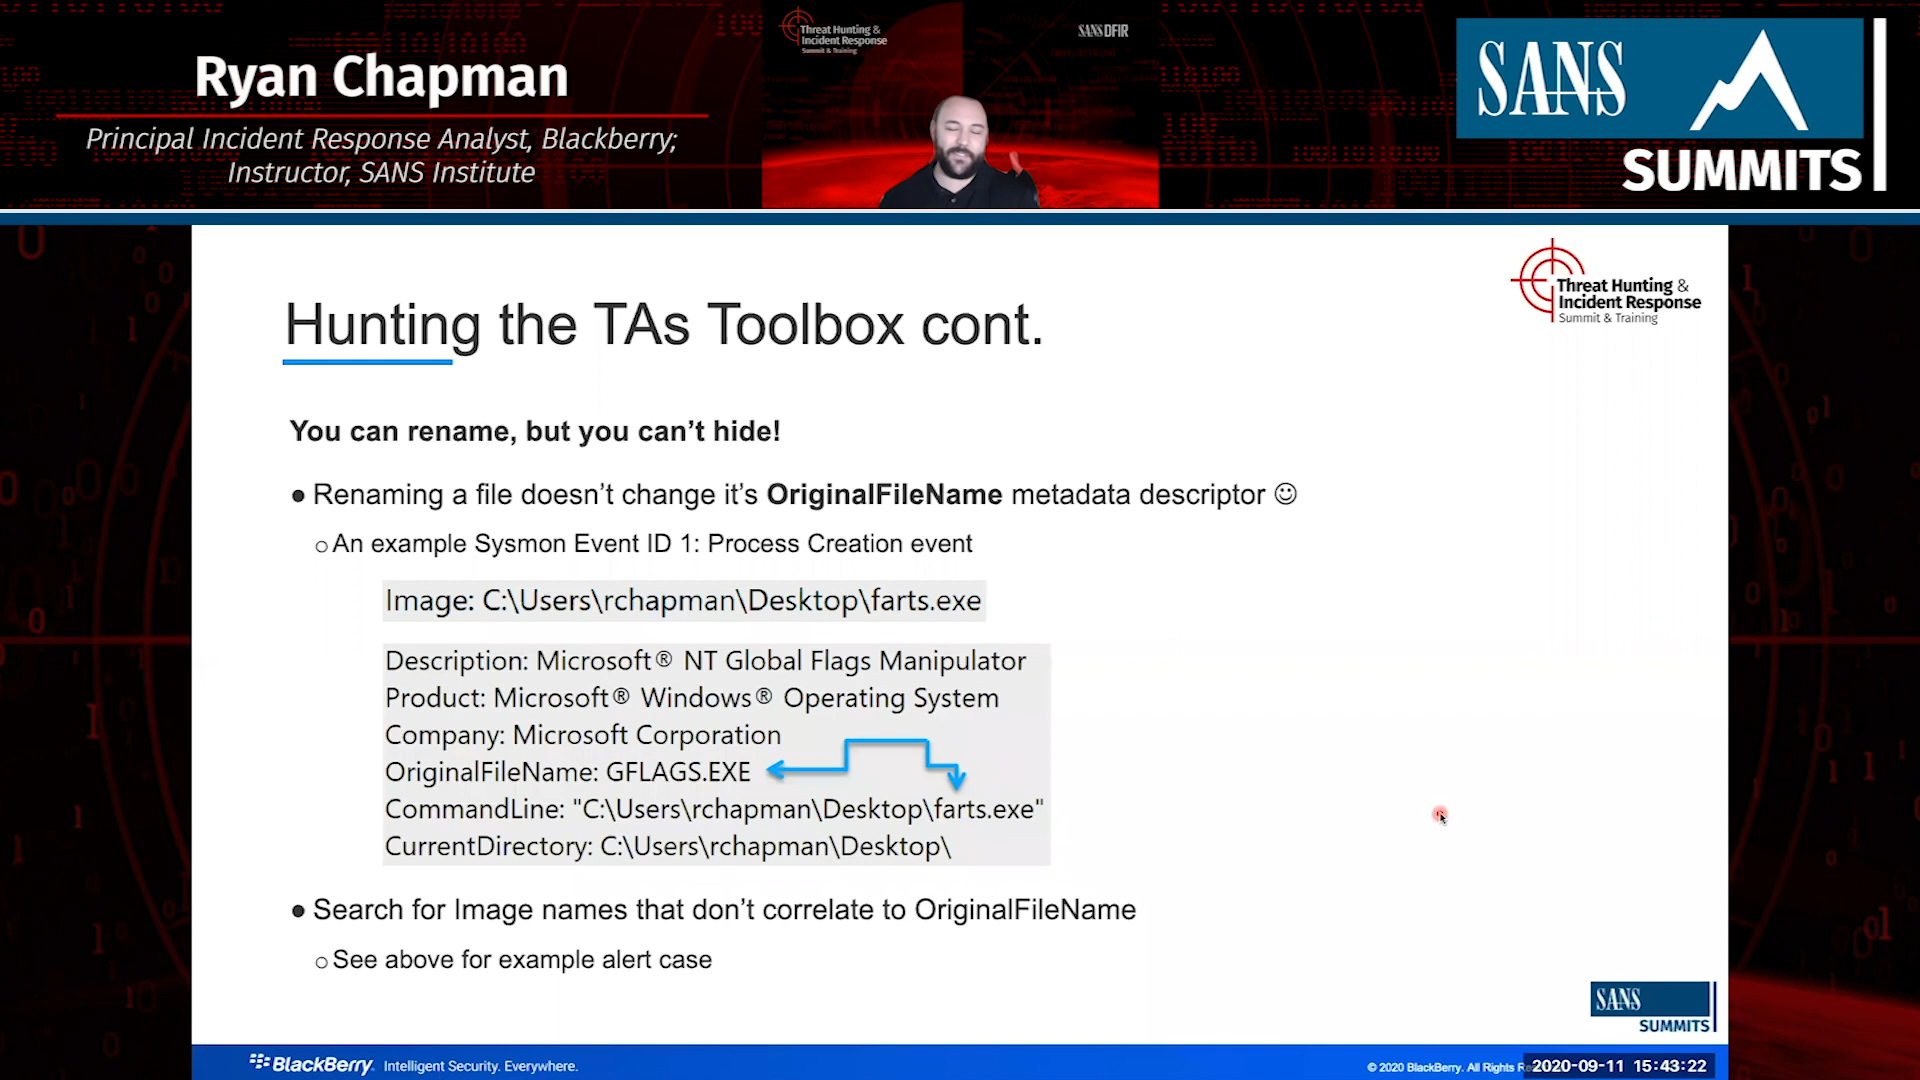 Ryan Chapman
Principal Incident Response Analyst, Blackberry;
Instructor, SANS Institute
Threat Hunting &
Incident Response
Summit & Training
SANS DFIR
SANS
SUMMITS
Threat Hunting &
Incident Response
Summit & Training
Hunting the TAs Toolbox cont.
You can rename, but you can’t hide!
● Renaming a file doesn’t change it’s OriginalFileName metadata descriptor ☺
○ An example Sysmon Event ID 1: Process Creation event
Image: C:\Users\rchapman\Desktop\farts.exe
Description: Microsoft® NT Global Flags Manipulator
Product: Microsoft® Windows® Operating System
Company: Microsoft Corporation
OriginalFileName: GFLAGS.EXE
CommandLine: "C:\Users\rchapman\Desktop\farts.exe"
CurrentDirectory: C:\Users\rchapman\Desktop\
● Search for Image names that don’t correlate to OriginalFileName
○ See above for example alert case
SANS
SUMMITS
BlackBerry. Intelligent Security. Everywhere.
© 2020 BlackBerry. All Rights
2020-09-11 15:43:22